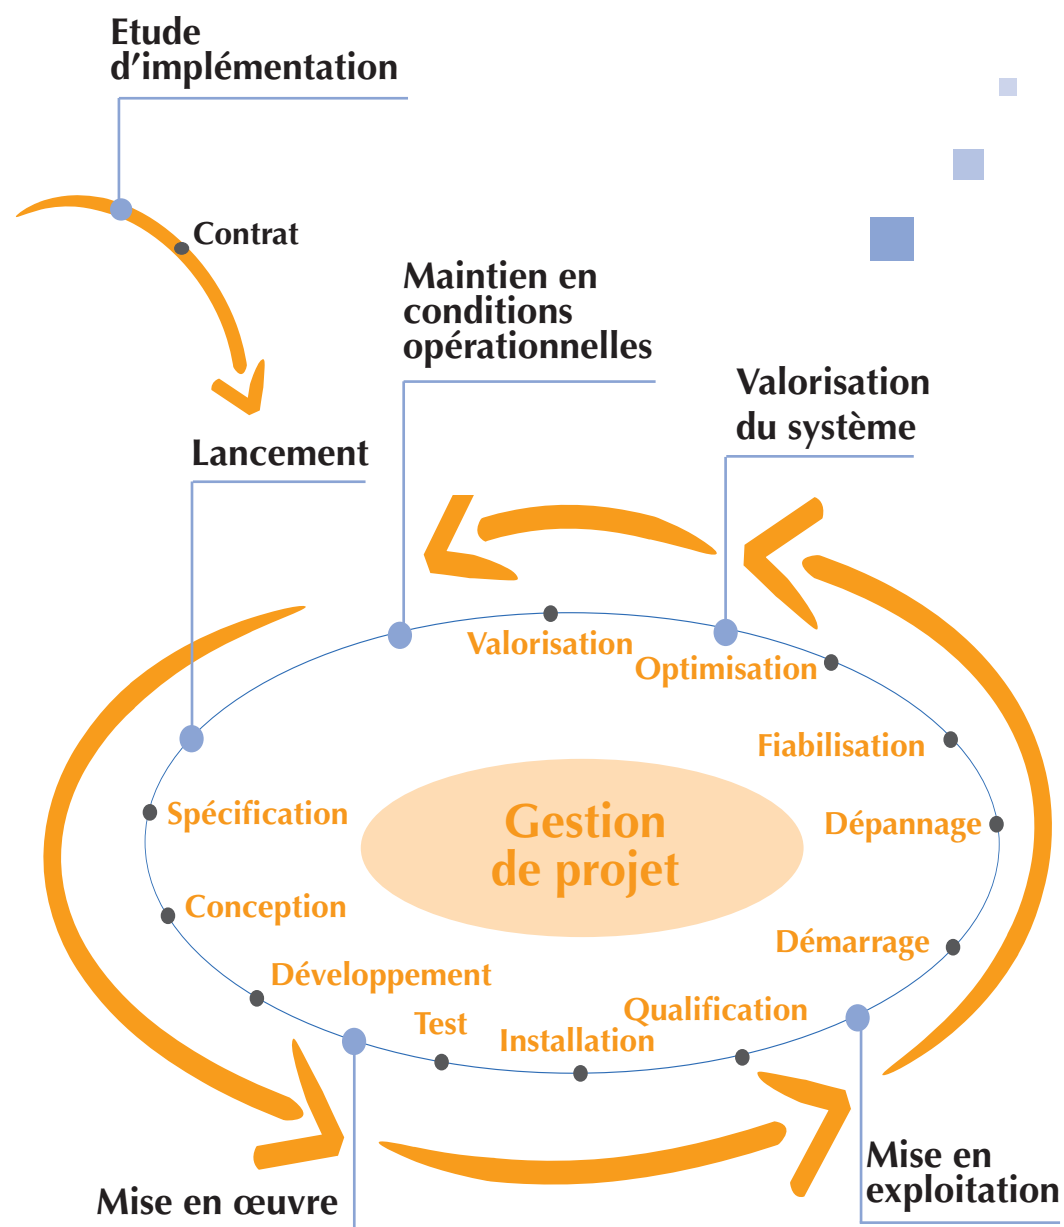 Etude
d'implémentation
Contrat
Maintien en
conditions
opérationnelles
Valorisation
du système
Lancement
Valorisation
Optimisation
Fiabilisation
Spécification
Gestion
de projet
Dépannage
Conception
Démarrage
Développement
Qualification
Test
Installation
Mise en œuvre
Mise en
exploitation